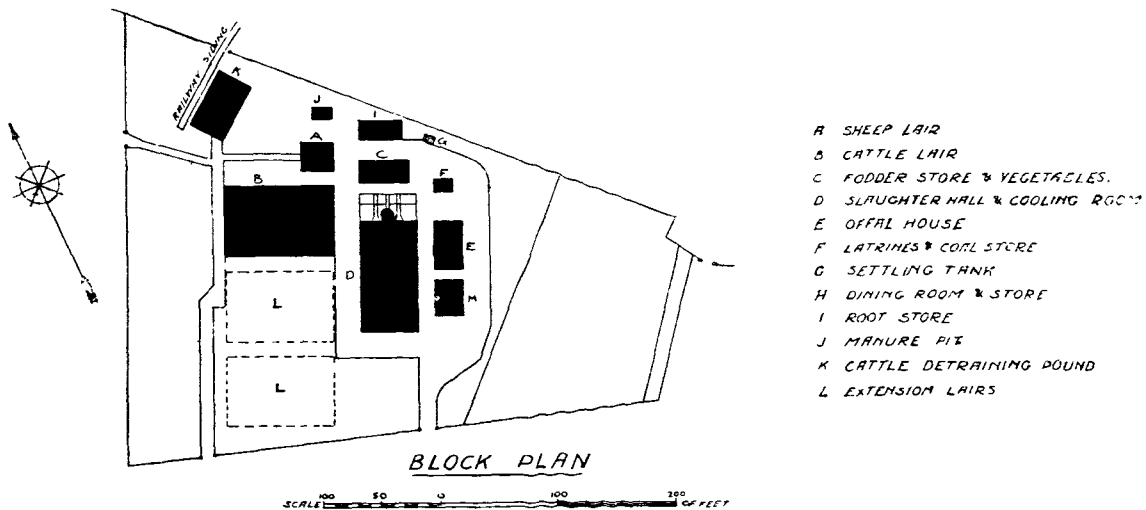 RAILWAY SIDING
K
J
I
G
A
C
B
F
D
E
H
L
L
A SHEEP LAIR
B CATTLE LAIR
C FODDER STORE & VEGETABLES.
D SLAUGHTER HALL & COOLING ROOM
E OFFAL HOUSE
F LATRINES & COAL STORE
G SETTLING TANK
H DINING ROOM & STORE
I ROOT STORE
J MANURE PIT
K CATTLE DETRAINING POUND
L EXTENSION LAIRS
BLOCK PLAN
SCALE 100 50 0 100 200 OF FEET